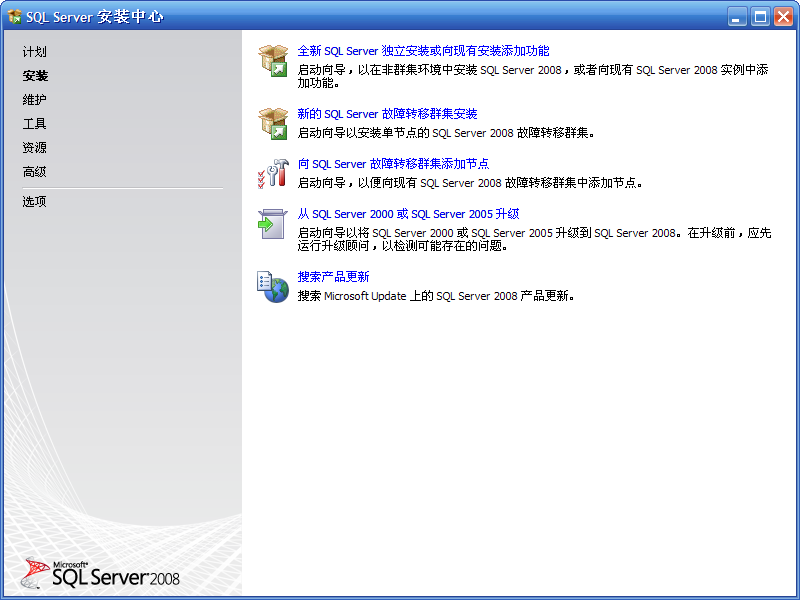 SQL Server 安装中心
计划
安装
维护
工具
资源
高级
选项
全新 SQL Server 独立安装或向现有安装添加功能
启动向导，以在非群集环境中安装 SQL Server 2008，或者向现有 SQL Server 2008 实例中添
加功能。
新的 SQL Server 故障转移群集安装
启动向导以安装单节点的 SQL Server 2008 故障转移群集。
向 SQL Server 故障转移群集添加节点
启动向导，以便向现有 SQL Server 2008 故障转移群集中添加节点。
从 SQL Server 2000 或 SQL Server 2005 升级
启动向导以将 SQL Server 2000 或 SQL Server 2005 升级到 SQL Server 2008。在升级前，应先
运行升级顾问，以检测可能存在的问题。
搜索产品更新
搜索 Microsoft Update 上的 SQL Server 2008 产品更新。
Microsoft®
SQL Server 2008